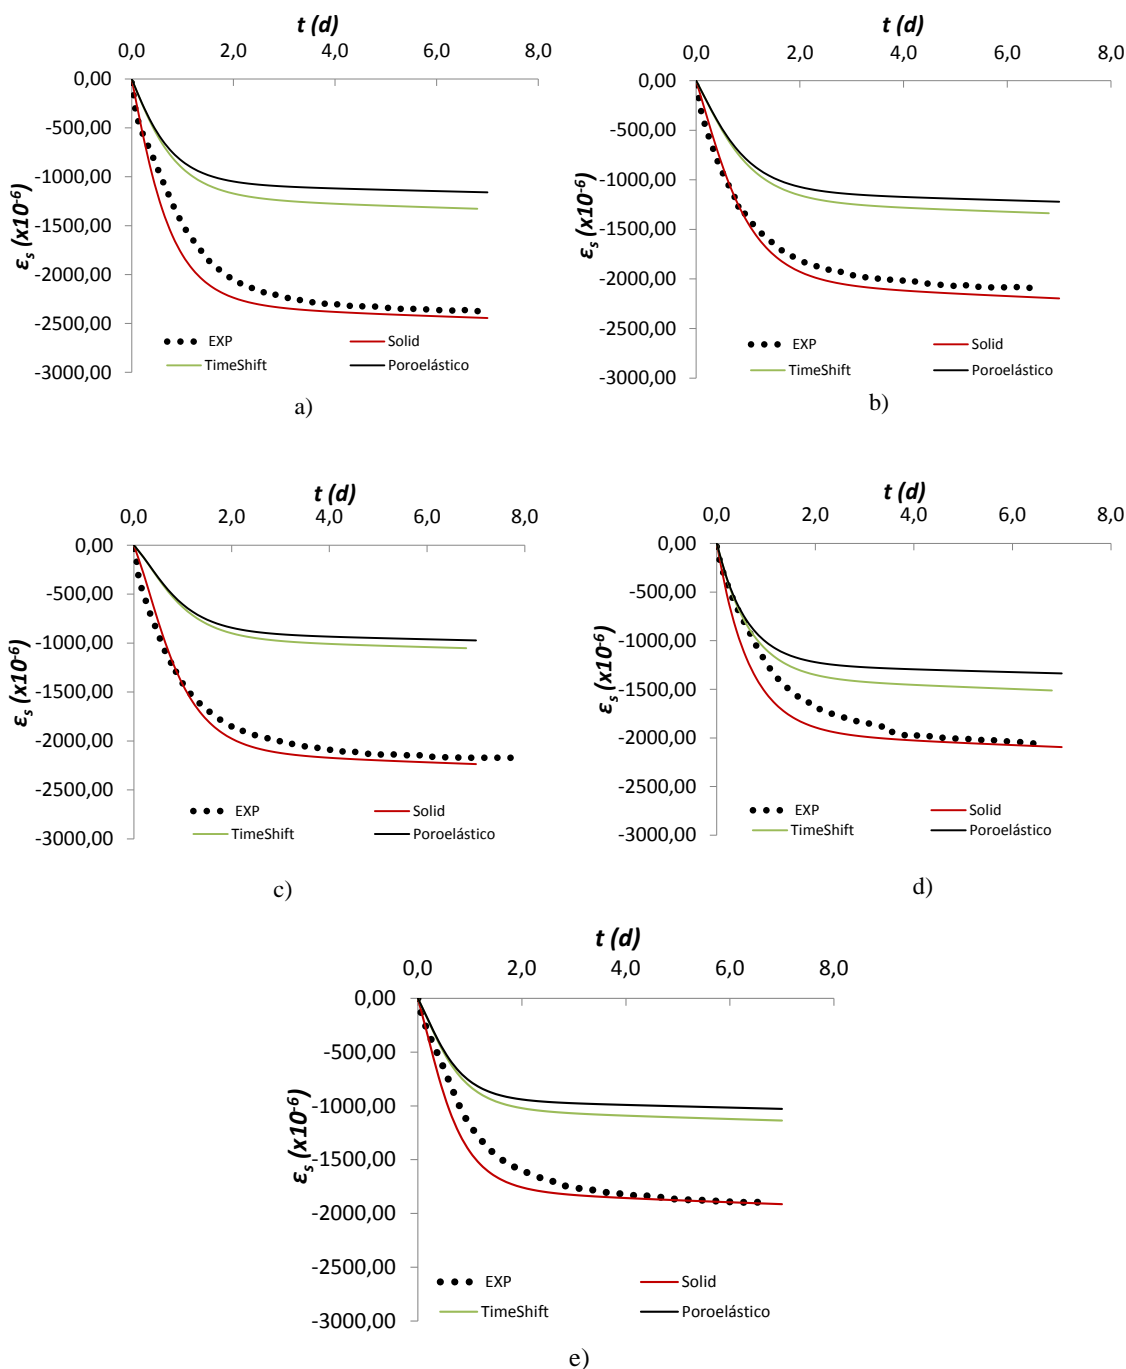 t (d)
0,0 2,0 4,0 6,0 8,0
0,00
-500,00
-1000,00
-1500,00
-2000,00
-2500,00
-3000,00
εs (x10-6)
EXP Solid
TimeShift Poroelástico
a)
t (d)
0,0 2,0 4,0 6,0 8,0
0,00
-500,00
-1000,00
-1500,00
-2000,00
-2500,00
-3000,00
εs (x10-6)
EXP Solid
TimeShift Poroelástico
b)
t (d)
0,0 2,0 4,0 6,0 8,0
0,00
-500,00
-1000,00
-1500,00
-2000,00
-2500,00
-3000,00
εs (x10-6)
EXP Solid
TimeShift Poroelástico
c)
t (d)
0,0 2,0 4,0 6,0 8,0
0,00
-500,00
-1000,00
-1500,00
-2000,00
-2500,00
-3000,00
εs (x10-6)
EXP Solid
TimeShift Poroelástico
d)
t (d)
0,0 2,0 4,0 6,0 8,0
0,00
-500,00
-1000,00
-1500,00
-2000,00
-2500,00
-3000,00
εs (x10-6)
EXP Solid
TimeShift Poroelástico
e)